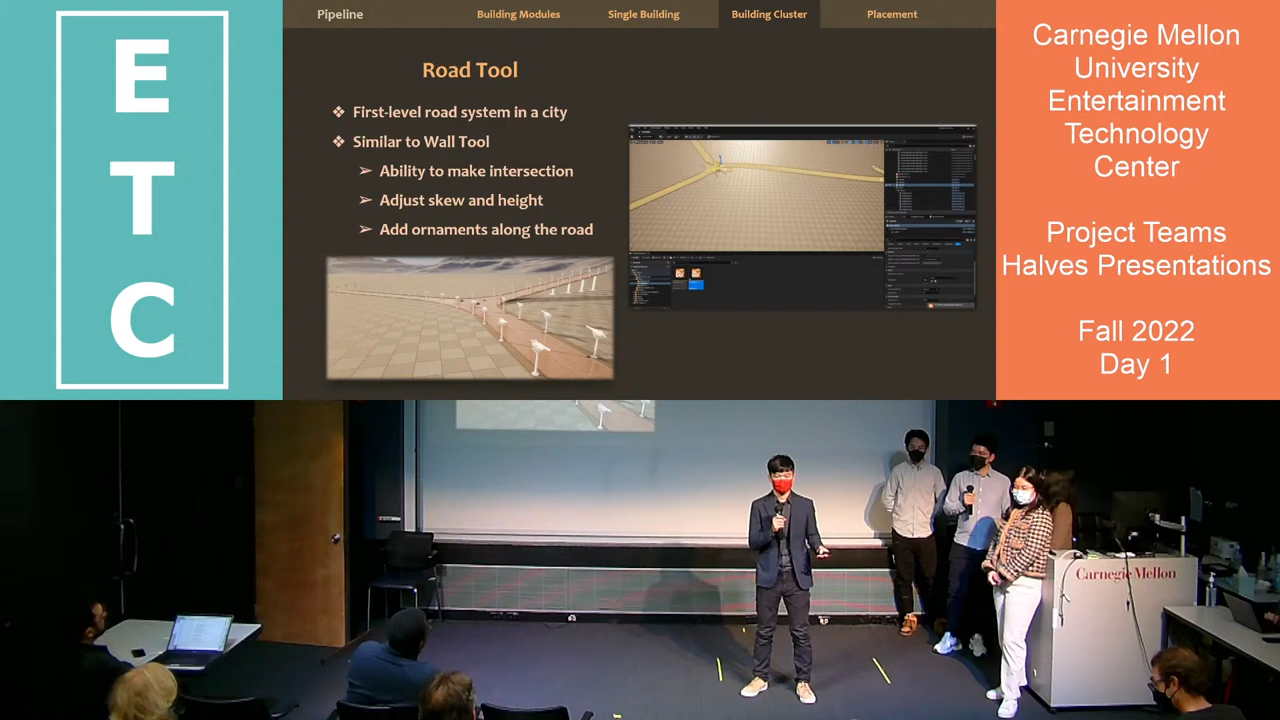 E
T
C
Pipeline
Building Modules
Single Building
Building Cluster
Placement
Road Tool
❖ First-level road system in a city
❖ Similar to Wall Tool
➢ Ability to make intersection
➢ Adjust skew and height
➢ Add ornaments along the road
Carnegie Mellon
University
Entertainment
Technology
Center
Project Teams
Halves Presentations
Fall 2022
Day 1
Carnegie Mellon